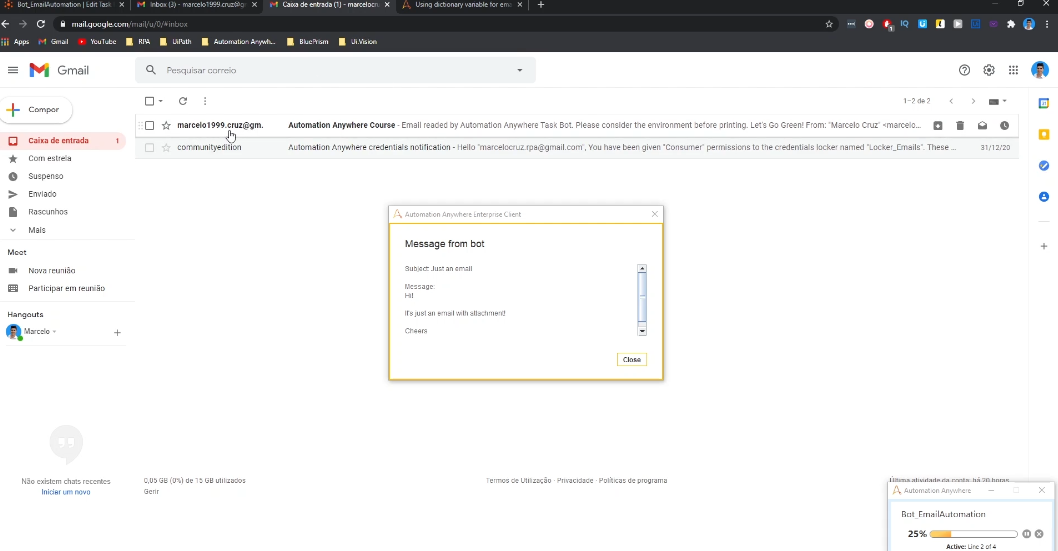 Bot_EmailAutomation | Edit Task
Inbox (3) - marcelo1999.cruz@g
Caixa de entrada (1) - marcelocr
Using dictionary variable for em
mail.google.com/mail/u/0/#inbox
Apps
Gmail
YouTube
RPA
UiPath
Automation Anywh...
BluePrism
UI.Vision
Gmail
Pesquisar correio
Compor
1–2 de 2
Caixa de entrada 1
Com estrela
Suspenso
Enviado
Rascunhos
Mais
marcelo1999.cruz@gm. Automation Anywhere Course - Email readed by Automation Anywhere Task Bot. Please consider the environment before printing. Let's Go Green! From: "Marcelo Cruz" <marcelo...
communityedition Automation Anywhere credentials notification - Hello "marcelocruz.rpa@gmail.com", You have been given "Consumer" permissions to the credentials locker named "Locker_Emails". These ... 31/12/20
Meet
Nova reunião
Participar em reunião
Hangouts
Marcelo
Não existem chats recentes
Iniciar um novo
Automation Anywhere Enterprise Client
Message from bot
Subject: Just an email
Message:
Hi!
It's just an email with attachment!
Cheers
Close
0,05 GB (0%) de 15 GB utilizados
Gerir
Termos de Utilização · Privacidade · Políticas de programa
Última atividade da conta: há 20 horas
Automation Anywhere
Bot_EmailAutomation
25%
Active: Line 2 of 4